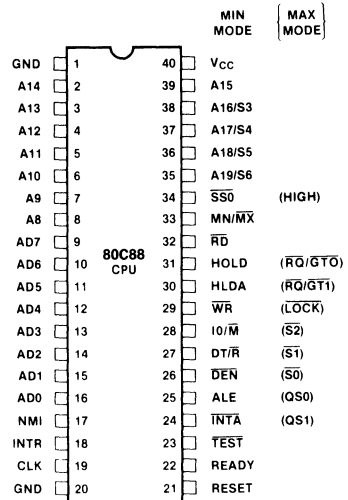 MIN MODE MAX MODE
GND 1 40 VCC
A14 2 39 A15
A13 3 38 A16/S3
A12 4 37 A17/S4
A11 5 36 A18/S5
A10 6 35 A19/S6
A9 7 34 SS0 (HIGH)
A8 8 33 MN/MX
AD7 9 32 RD
80C88
CPU
AD6 10 31 HOLD (RQ/GTO)
AD5 11 30 HLDA (RQ/GT1)
AD4 12 29 WR (LOCK)
AD3 13 28 IO/M (S2)
AD2 14 27 DT/R (S1)
AD1 15 26 DEN (S0)
AD0 16 25 ALE (QS0)
NMI 17 24 INTA (QS1)
INTR 18 23 TEST
CLK 19 22 READY
GND 20 21 RESET